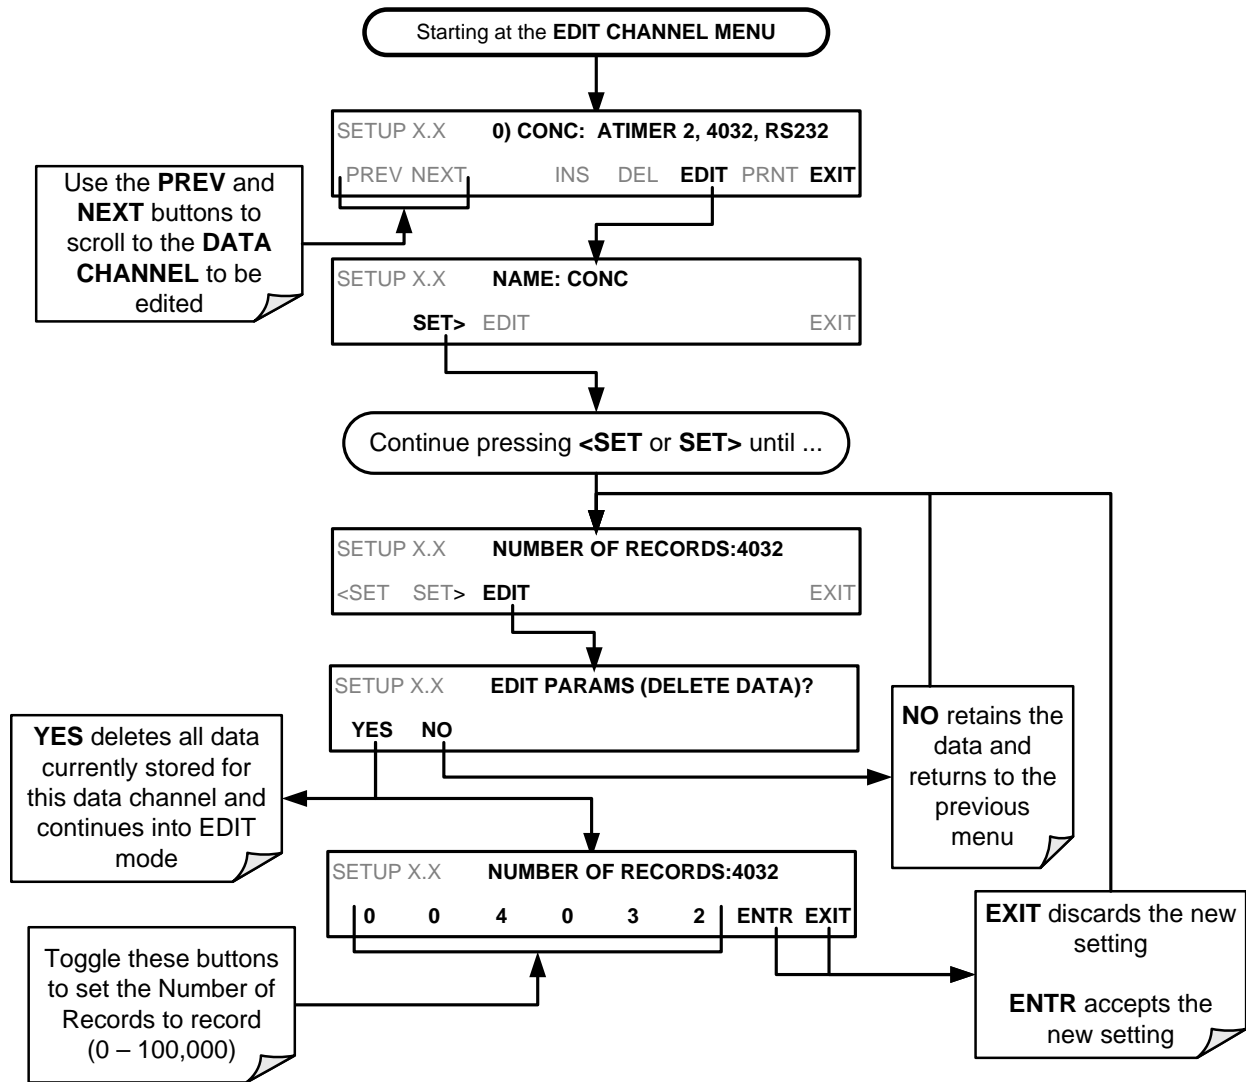 Starting at the EDIT CHANNEL MENU
SETUP X.X 0) CONC: ATIMER 2, 4032, RS232
PREV NEXT INS DEL EDIT PRNT EXIT
Use the PREV and
NEXT buttons to
scroll to the DATA
CHANNEL to be
edited
SETUP X.X NAME: CONC
SET> EDIT EXIT
Continue pressing <SET or SET> until ...
SETUP X.X NUMBER OF RECORDS:4032
<SET SET> EDIT EXIT
SETUP X.X EDIT PARAMS (DELETE DATA)?
YES NO
NO retains the
data and
returns to the
previous
menu
YES deletes all data
currently stored for
this data channel and
continues into EDIT
mode
SETUP X.X NUMBER OF RECORDS:4032
0 0 4 0 3 2 ENTR EXIT
EXIT discards the new
setting
ENTR accepts the
new setting
Toggle these buttons
to set the Number of
Records to record
(0 – 100,000)